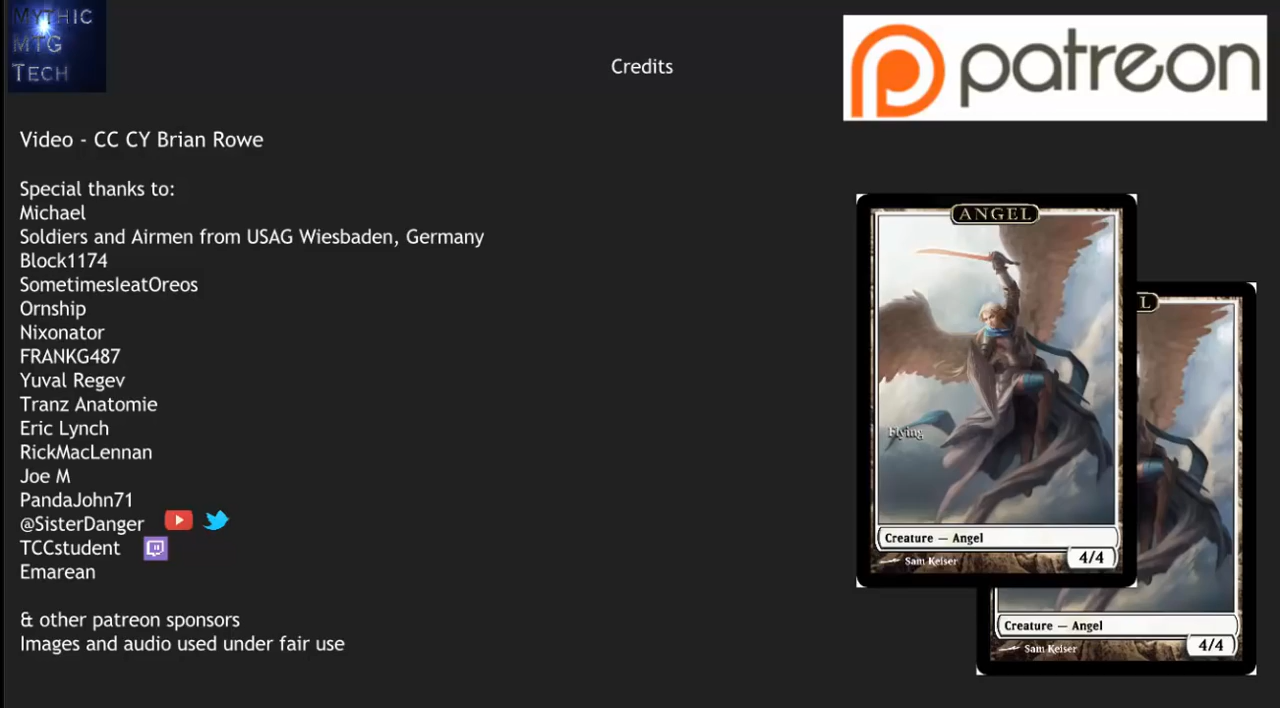 MYTHIC
MTG
TECH
Credits
patreon
Video - CC CY Brian Rowe
Special thanks to:
Michael
Soldiers and Airmen from USAG Wiesbaden, Germany
Block1174
SometimesIeatOreos
Ornship
Nixonator
FRANKG487
Yuval Regev
Tranz Anatomie
Eric Lynch
RickMacLennan
Joe M
PandaJohn71
@SisterDanger
TCCstudent
Emarean
& other patreon sponsors
Images and audio used under fair use
ANGEL
Flying
Creature — Angel
4/4
Sam Keiser
L
Creature — Angel
4/4
Sam Keiser